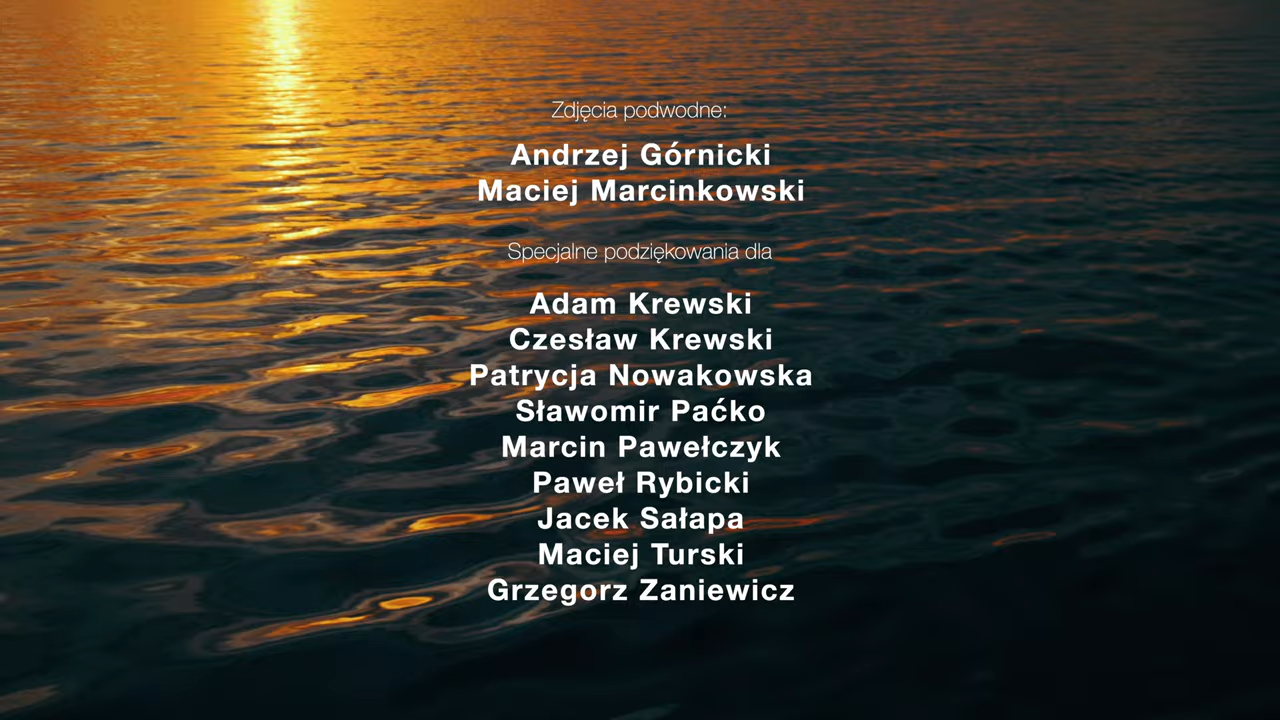 Zdjęcia podwodne:
Andrzej Górnicki
Maciej Marcinkowski
Specjalne podziękowania dla
Adam Krewski
Czesław Krewski
Patrycja Nowakowska
Sławomir Paćko
Marcin Pawełczyk
Paweł Rybicki
Jacek Sałapa
Maciej Turski
Grzegorz Zaniewicz